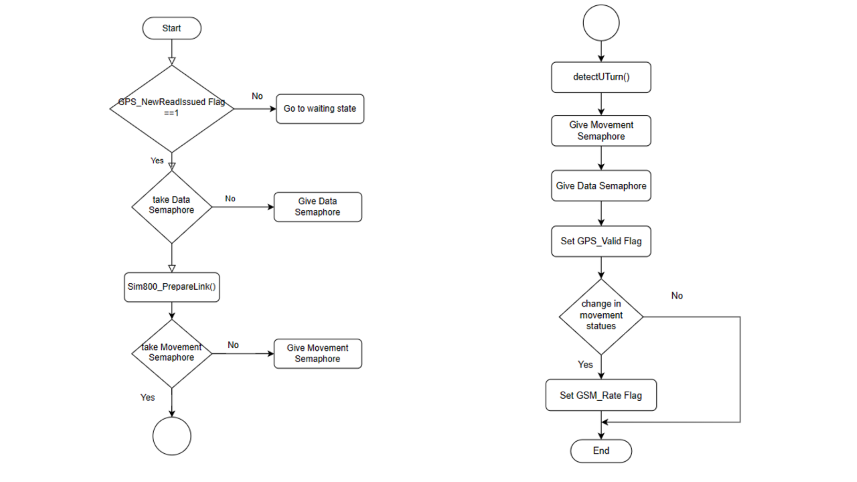 Start
GPS_NewReadIssued Flag
==1
No
Go to waiting state
Yes
take Data
Semaphore
No
Give Data
Semaphore
Sim800_PrepareLink()
take Movement
Semaphore
No
Give Movement
Semaphore
Yes
detectUTurn()
Give Movement
Semaphore
Give Data Semaphore
Set GPS_Valid Flag
change in
movement
statues
No
Yes
Set GSM_Rate Flag
End